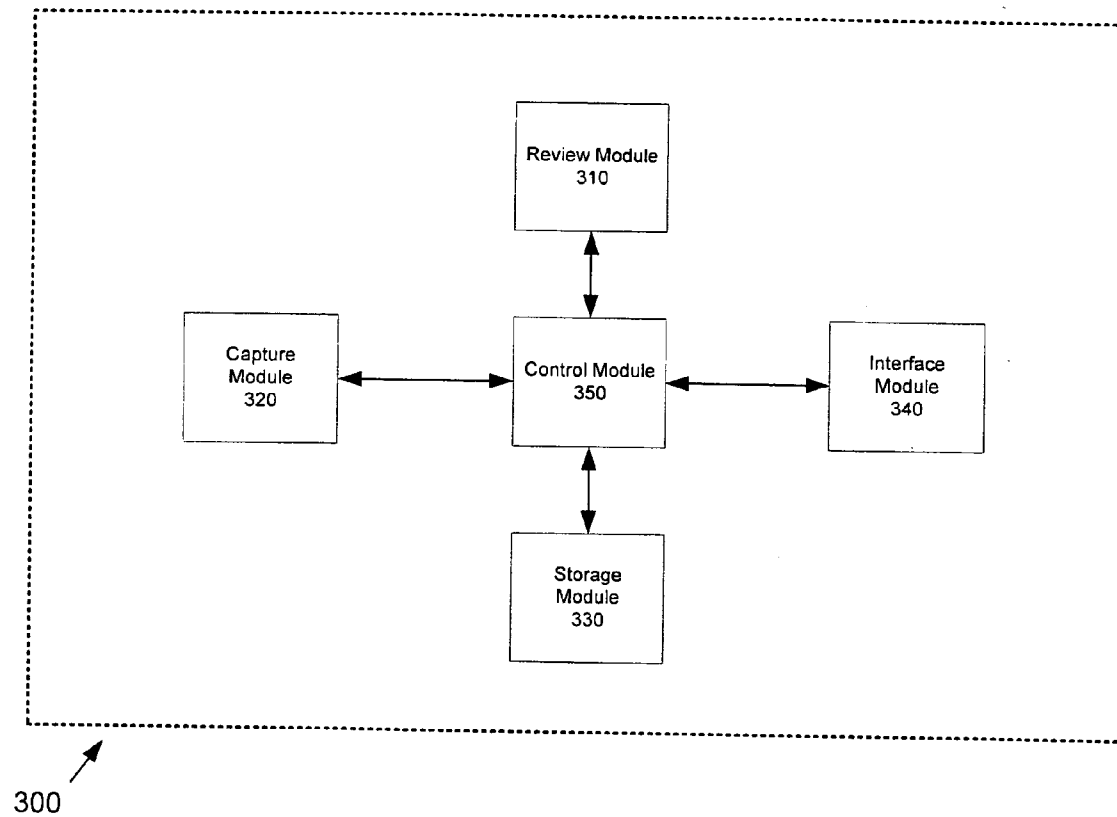 Review Module
310
Capture
Module
320
Control Module
350
Interface
Module
340
Storage
Module
330
300